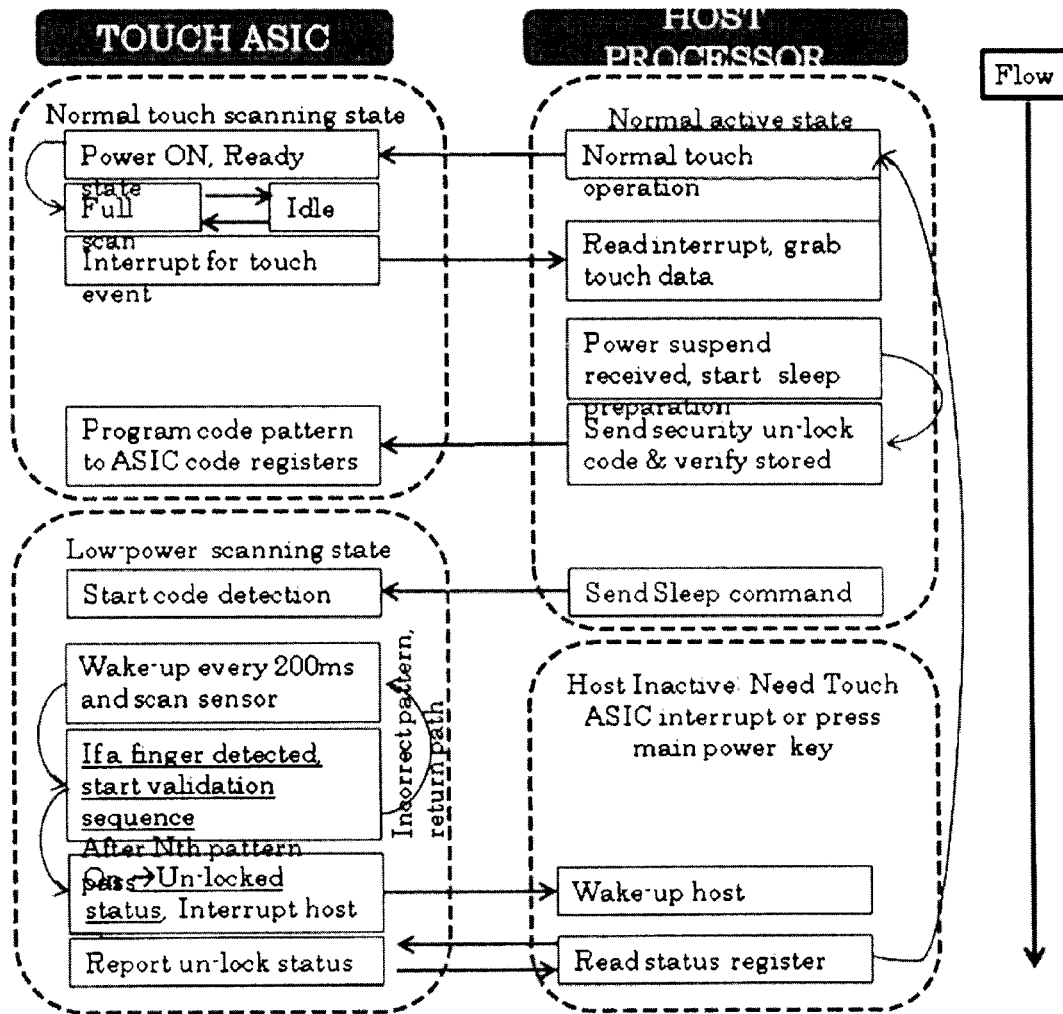 TOUCH ASIC
HOST
PROCESSOR
Flow
Normal touch scanning state
Power ON, Ready
state
Full
scan
Idle
Interrupt for touch
event
Program code pattern
to ASIC code registers
Normal active state
Normal touch
operation
Read interrupt, grab
touch data
Power suspend
received, start sleep
preparation
Send security un-lock
code & verify stored
Low-power scanning state
Start code detection
Send Sleep command
Wake-up every 200ms
and scan sensor
If a finger detected,
start validation
sequence
Incorrect pattern,
return path
After Nth pattern
pass
On →Un-locked
status, Interrupt host
Report un-lock status
Host Inactive: Need Touch
ASIC interrupt or press
main power key
Wake-up host
Read status register